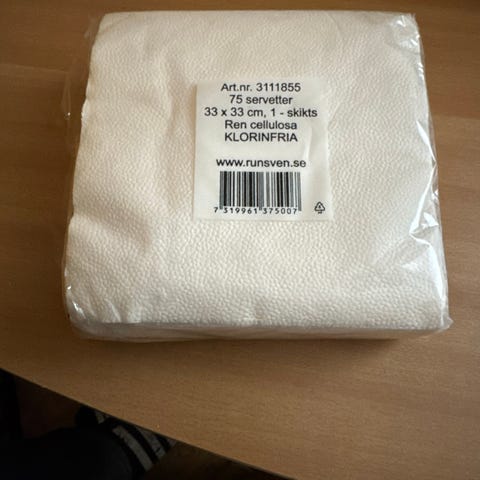 Art.nr. 3111855
75 servetter
33 x 33 cm, 1 - skikts
Ren cellulosa
KLORINFRIA
www.runsven.se
7 319961 375007